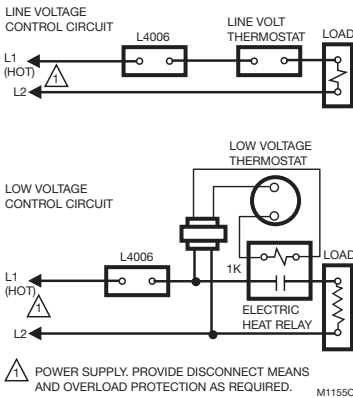 LINE VOLTAGE
CONTROL CIRCUIT
L4006
LINE VOLT
THERMOSTAT
LOAD
L1
(HOT)
1
L2
LOW VOLTAGE
THERMOSTAT
LOW VOLTAGE
CONTROL CIRCUIT
L4006
1K
LOAD
L1
(HOT)
1
ELECTRIC
HEAT RELAY
L2
1 POWER SUPPLY. PROVIDE DISCONNECT MEANS
AND OVERLOAD PROTECTION AS REQUIRED.
M1155C